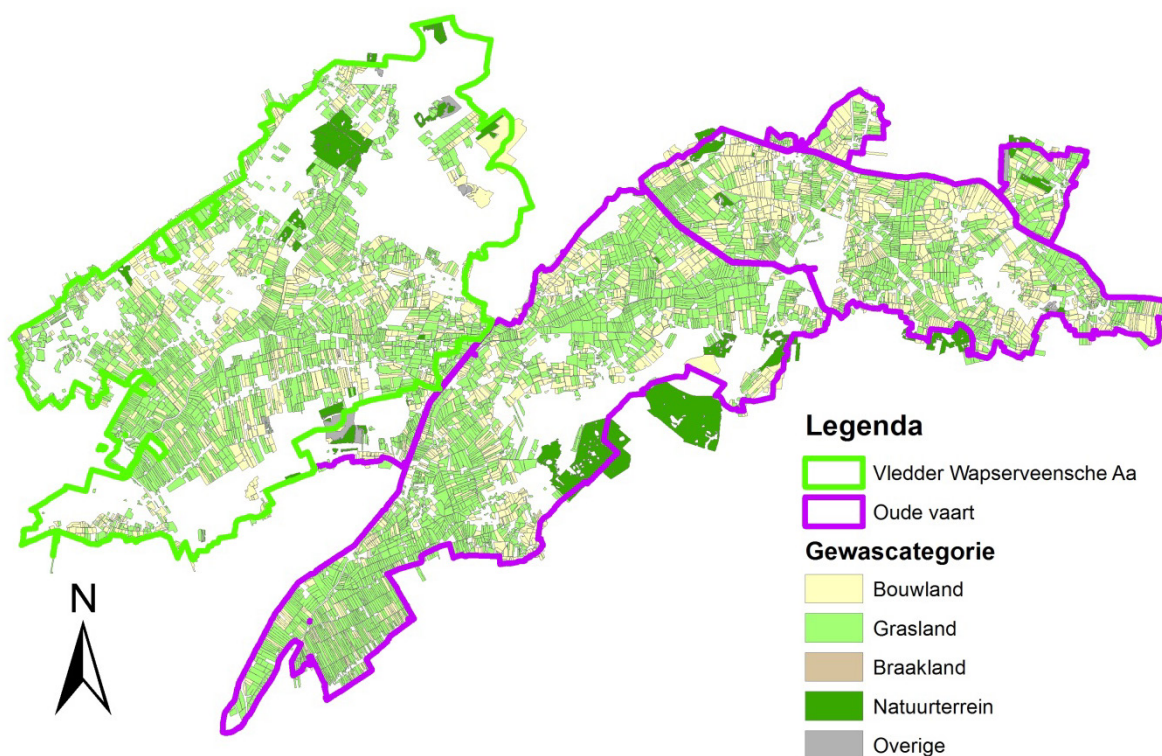 N
Legenda
Vledder Wapserveensche Aa
Oude vaart
Gewascategorie
Bouwland
Grasland
Braakland
Natuurterrein
Overige